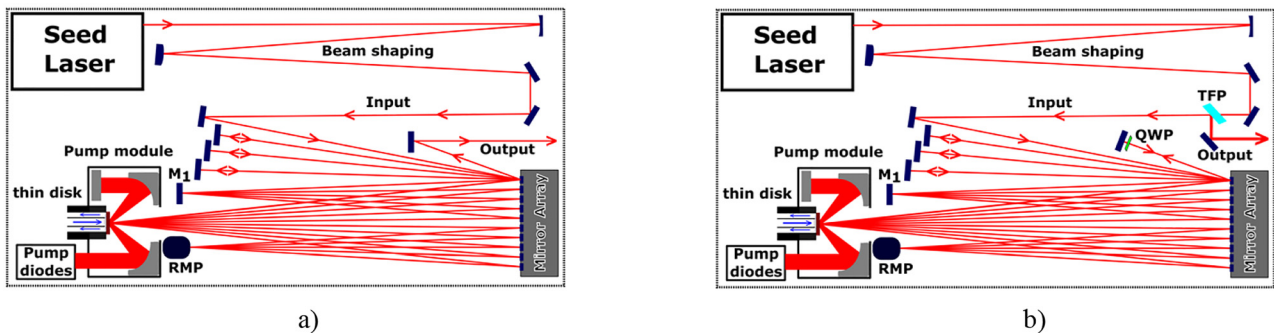 Seed
Laser
Beam shaping
Input
Output
Pump module
M1
thin disk
Pump
diodes
RMP
Mirror Array
a)
Seed
Laser
Beam shaping
TFP
Input
QWP
Output
Pump module
M1
thin disk
Pump
diodes
RMP
Mirror Array
b)